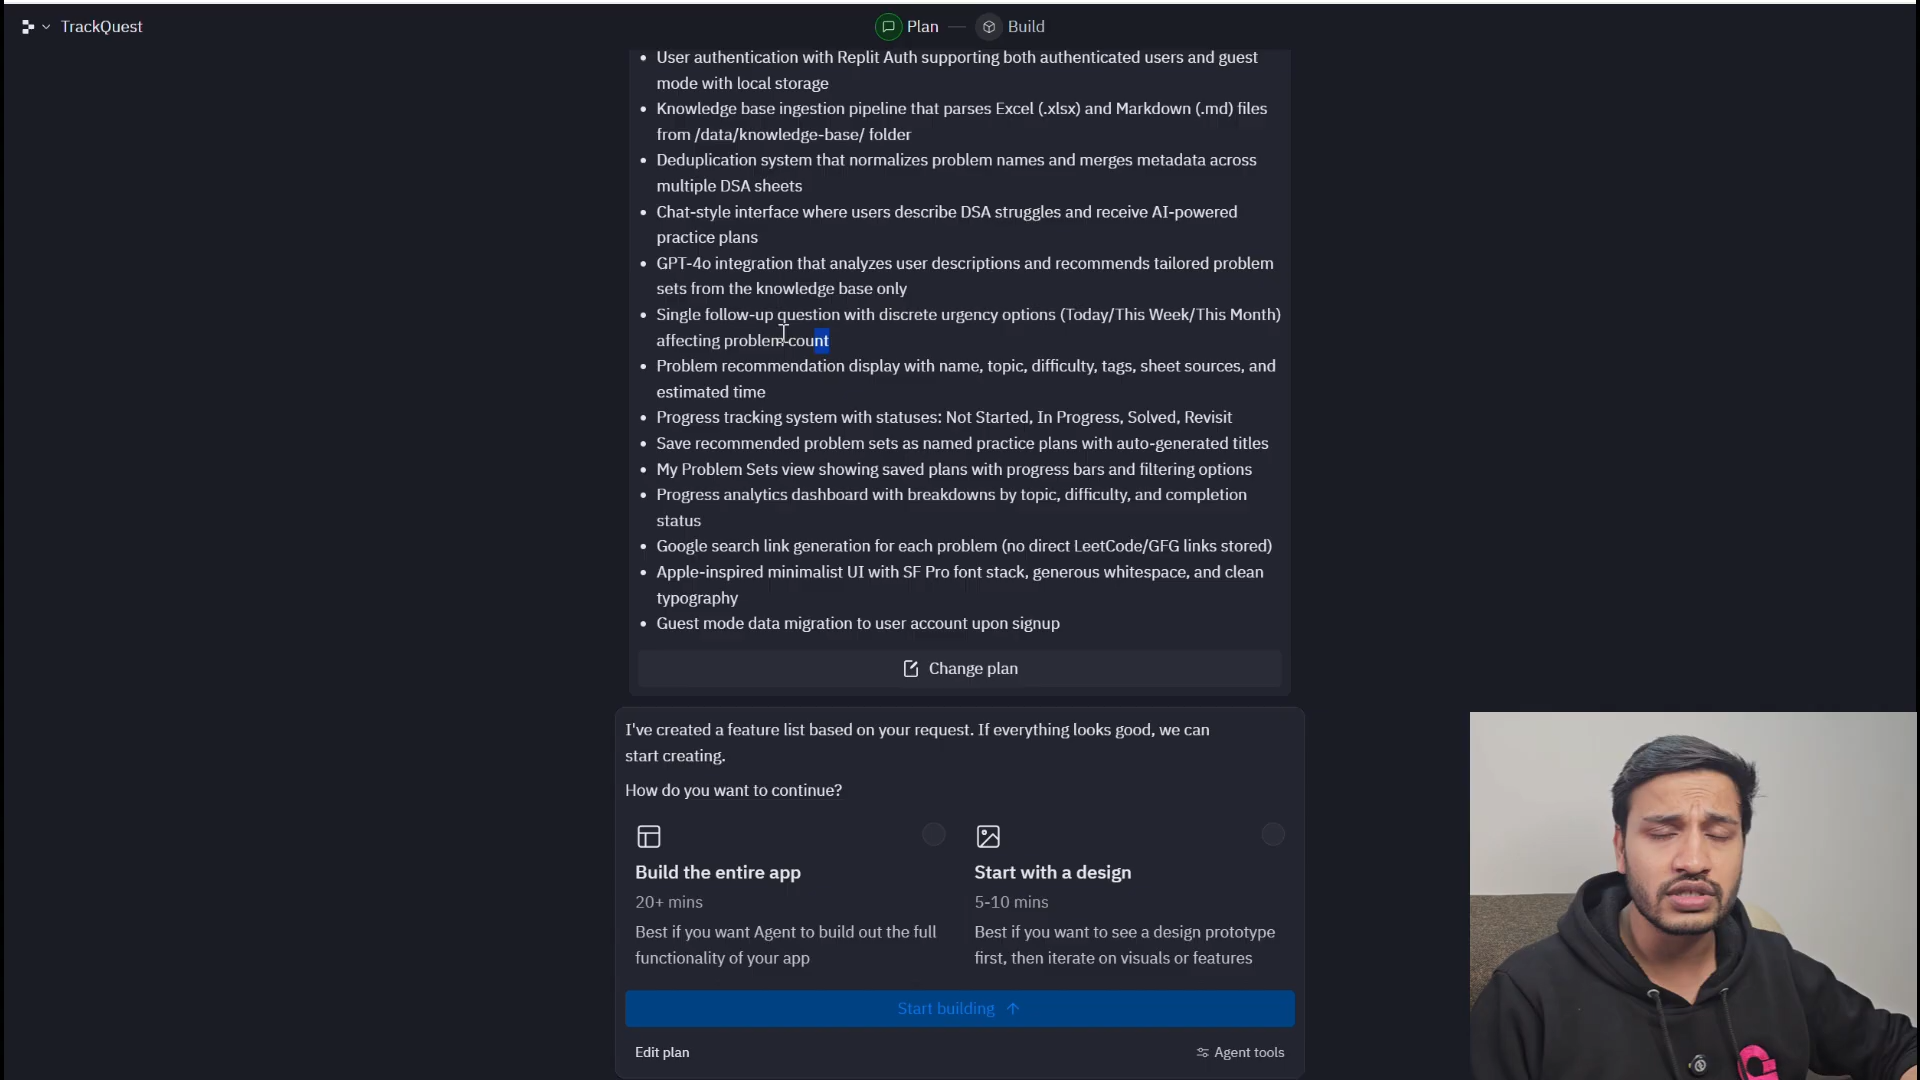 TrackQuest
Plan
Build
User authentication with Replit Auth supporting both authenticated users and guest
mode with local storage
Knowledge base ingestion pipeline that parses Excel (.xlsx) and Markdown (.md) files
from /data/knowledge-base/ folder
Deduplication system that normalizes problem names and merges metadata across
multiple DSA sheets
Chat-style interface where users describe DSA struggles and receive AI-powered
practice plans
GPT-4o integration that analyzes user descriptions and recommends tailored problem
sets from the knowledge base only
Single follow-up question with discrete urgency options (Today/This Week/This Month)
affecting problem count
Problem recommendation display with name, topic, difficulty, tags, sheet sources, and
estimated time
Progress tracking system with statuses: Not Started, In Progress, Solved, Revisit
Save recommended problem sets as named practice plans with auto-generated titles
My Problem Sets view showing saved plans with progress bars and filtering options
Progress analytics dashboard with breakdowns by topic, difficulty, and completion
status
Google search link generation for each problem (no direct LeetCode/GFG links stored)
Apple-inspired minimalist UI with SF Pro font stack, generous whitespace, and clean
typography
Guest mode data migration to user account upon signup
Change plan
I've created a feature list based on your request. If everything looks good, we can
start creating.
How do you want to continue?
Build the entire app
20+ mins
Best if you want Agent to build out the full
functionality of your app
Start with a design
5-10 mins
Best if you want to see a design prototype
first, then iterate on visuals or features
Start building
Edit plan
Agent tools